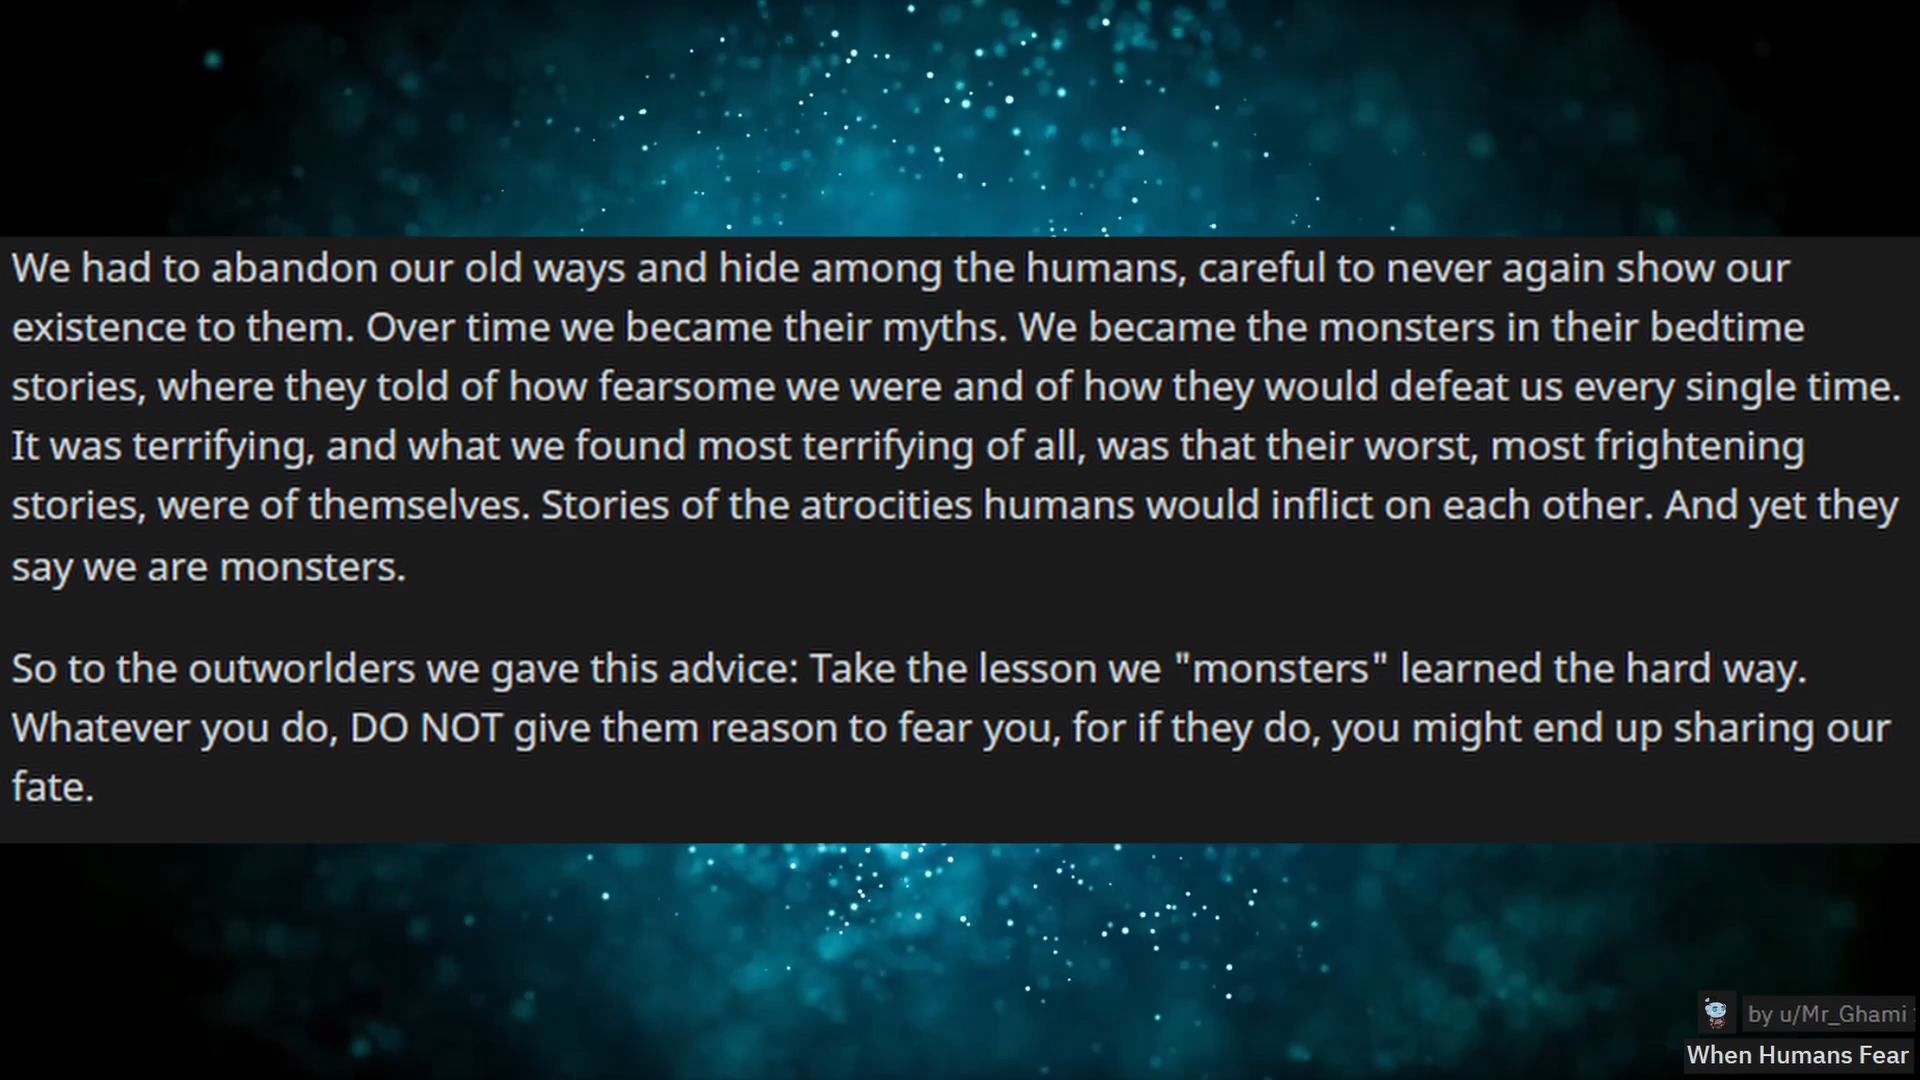 We had to abandon our old ways and hide among the humans, careful to never again show our
existence to them. Over time we became their myths. We became the monsters in their bedtime
stories, where they told of how fearsome we were and of how they would defeat us every single time.
It was terrifying, and what we found most terrifying of all, was that their worst, most frightening
stories, were of themselves. Stories of the atrocities humans would inflict on each other. And yet they
say we are monsters.
So to the outworlders we gave this advice: Take the lesson we "monsters" learned the hard way.
Whatever you do, DO NOT give them reason to fear you, for if they do, you might end up sharing our
fate.
by u/Mr_Ghami
When Humans Fear